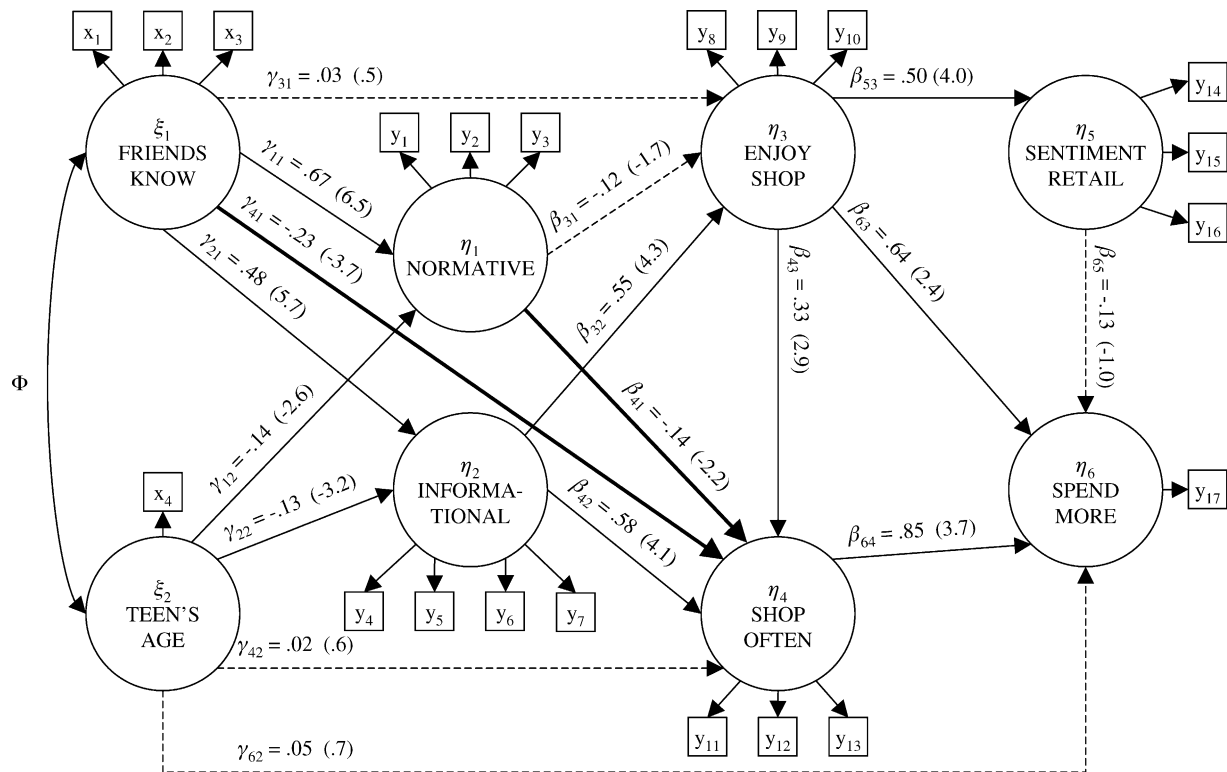 x₁
x₂
x₃
y₈
y₉
y₁₀
γ₃₁ = .03 (.5)
β₅₃ = .50 (4.0)
y₁₄
ξ₁
FRIENDS
KNOW
γ₁₁ = .67 (6.5)
y₁
y₂
y₃
β₃₁ = -.12 (-1.7)
η₃
ENJOY
SHOP
η₅
SENTIMENT
RETAIL
y₁₅
y₁₆
γ₄₁ = -.23 (-3.7)
γ₂₁ = .48 (5.7)
η₁
NORMATIVE
β₃₂ = .55 (4.3)
β₄₃ = .33 (2.9)
β₆₃ = .64 (2.4)
β₆₅ = -.13 (-1.0)
Φ
γ₁₂ = -.14 (-2.6)
β₄₁ = -.14 (-2.2)
x₄
γ₂₂ = -.13 (-3.2)
η₂
INFORMA-
TIONAL
β₄₂ = .58 (4.1)
β₆₄ = .85 (3.7)
η₆
SPEND
MORE
y₁₇
ξ₂
TEEN'S
AGE
y₄
y₅
y₆
y₇
η₄
SHOP
OFTEN
γ₄₂ = .02 (.6)
y₁₁
y₁₂
y₁₃
γ₆₂ = .05 (.7)